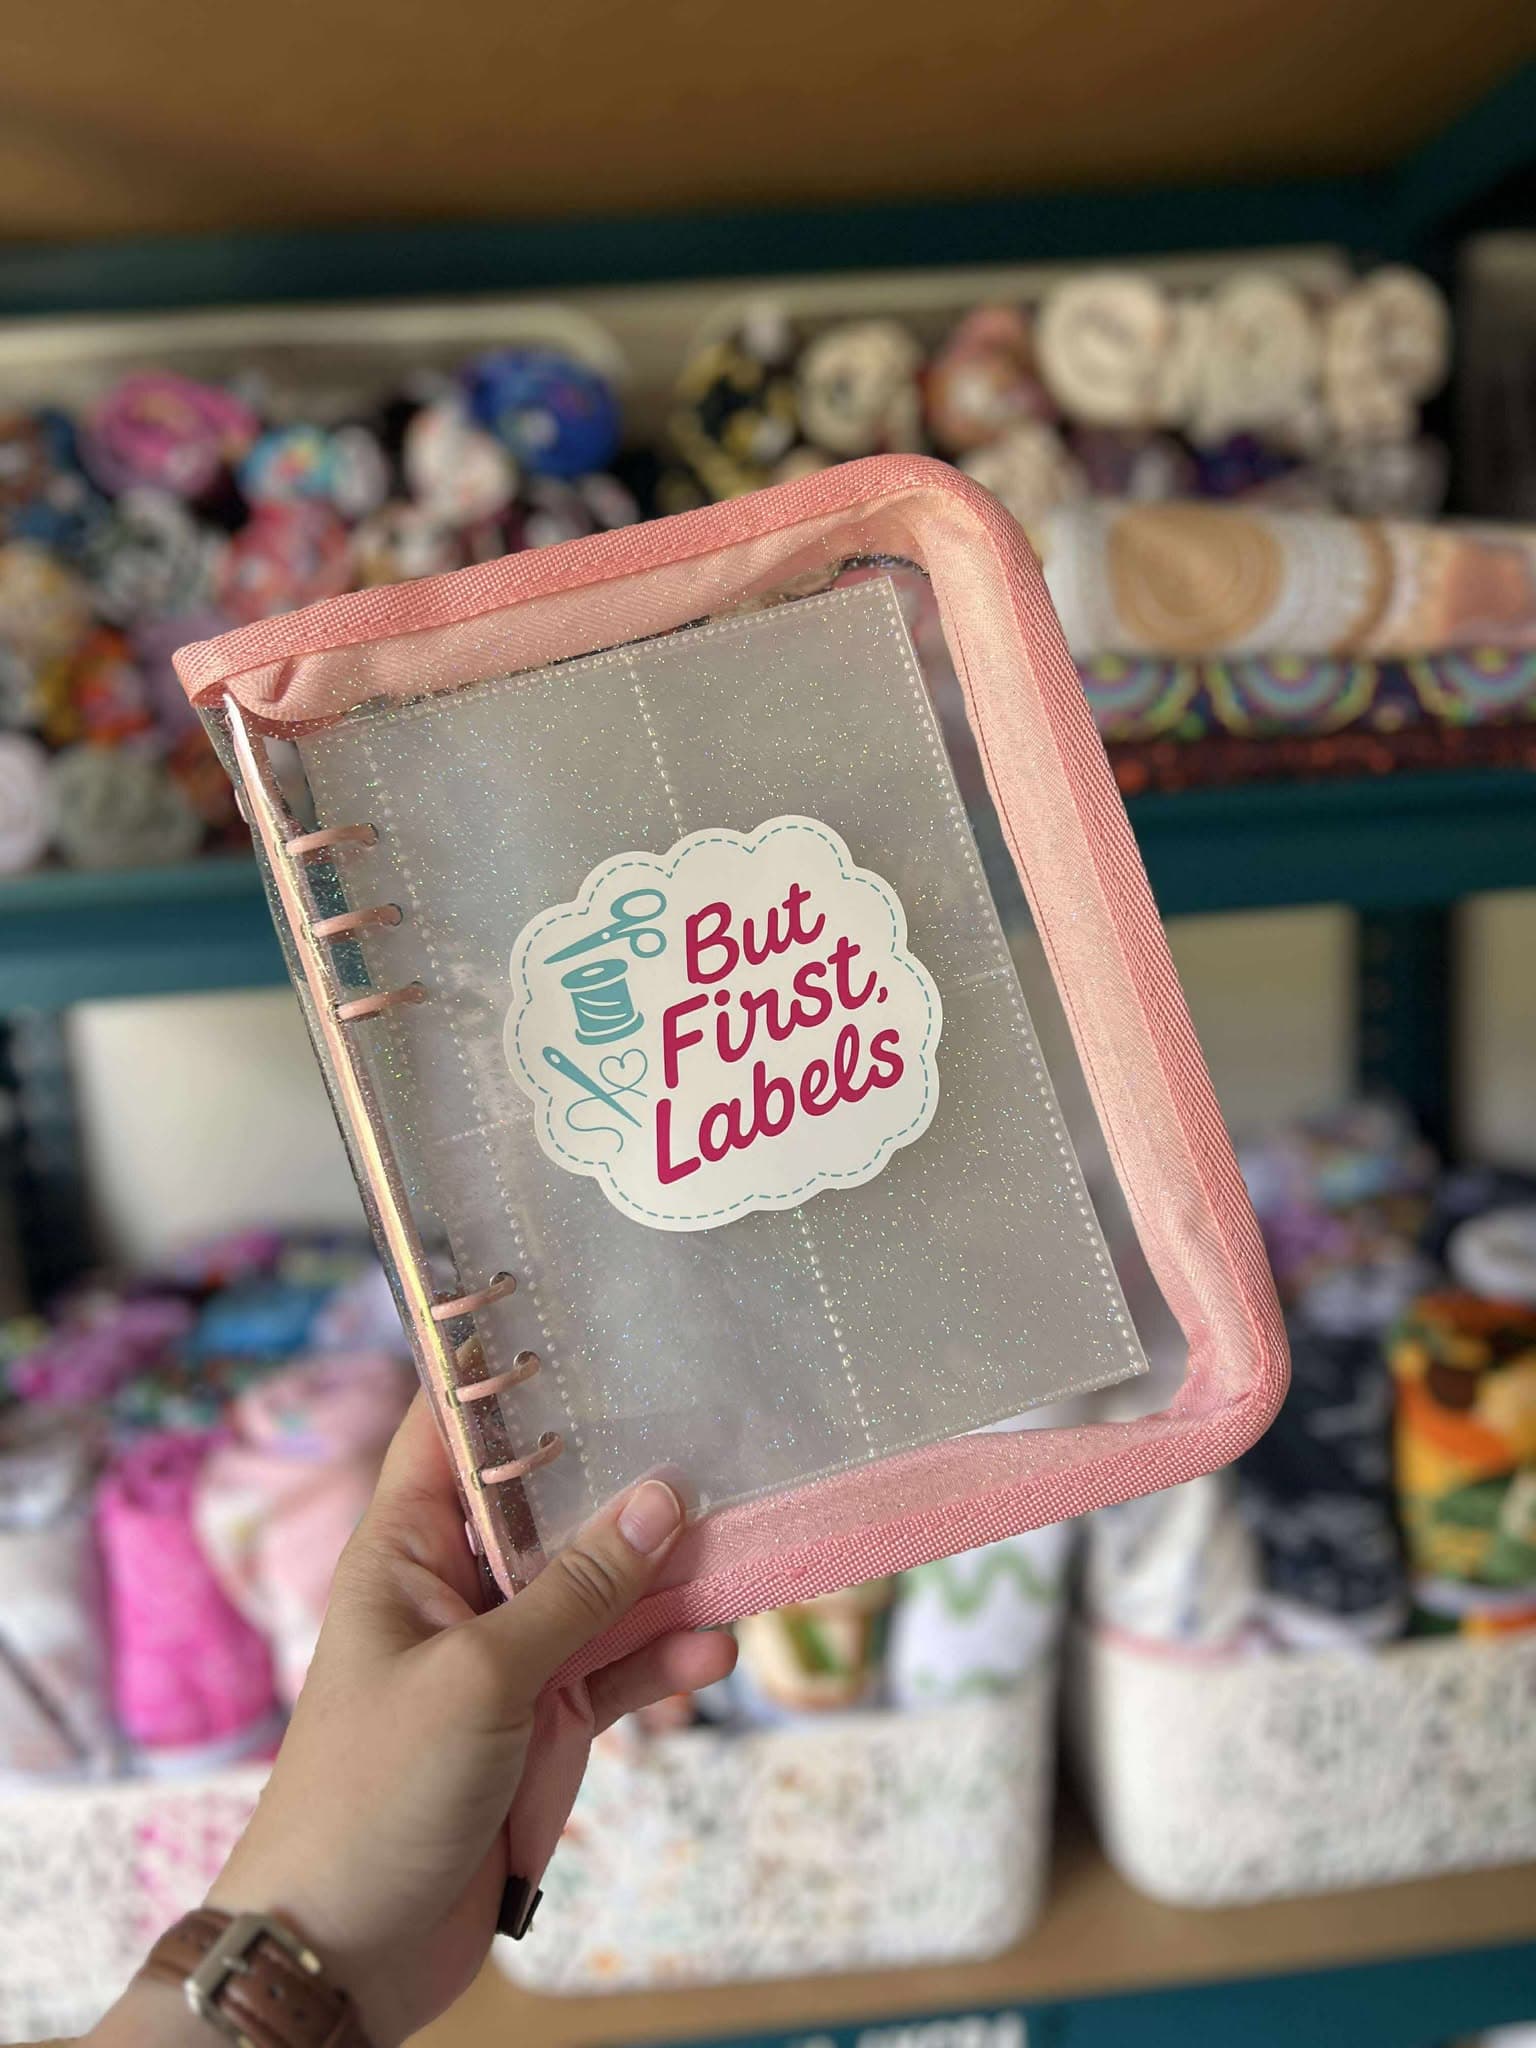 But
First,
Labels